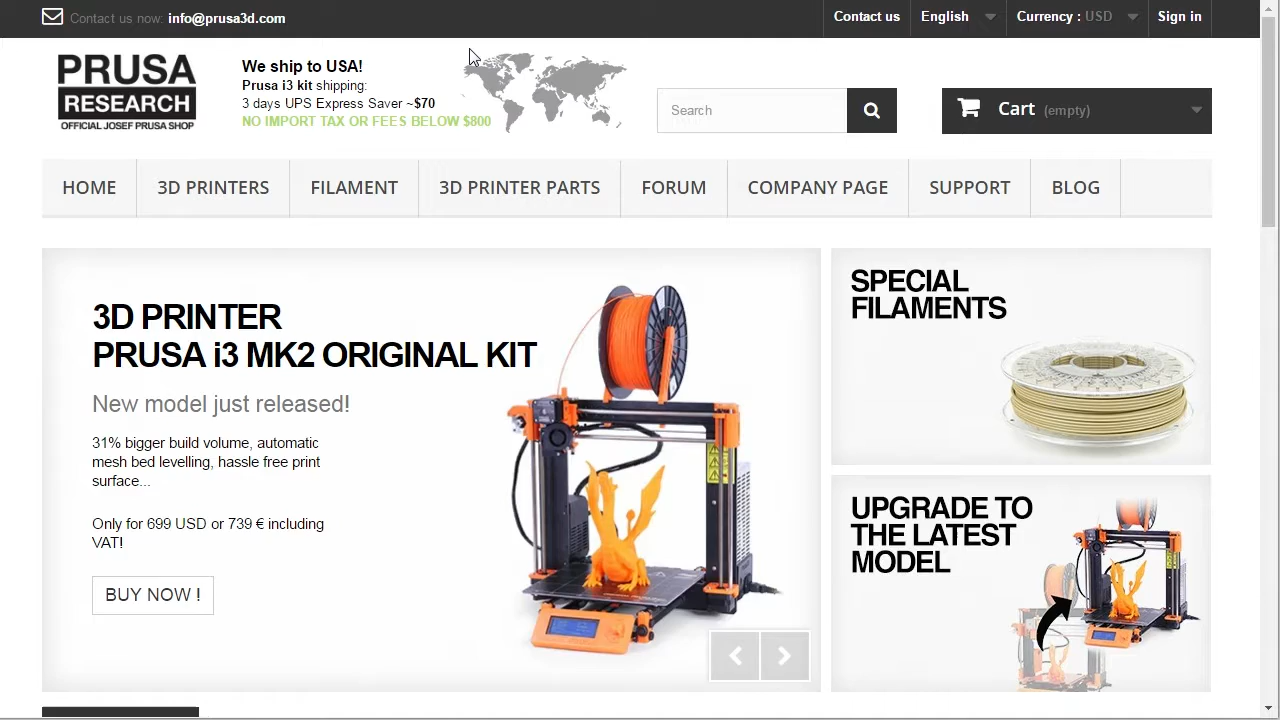 Contact us now: info@prusa3d.com
Contact us
English
Currency : USD
Sign in
PRUSA
RESEARCH
OFFICIAL JOSEF PRUSA SHOP
We ship to USA!
Prusa i3 kit shipping:
3 days UPS Express Saver ~$70
NO IMPORT TAX OR FEES BELOW $800
Search
Cart (empty)
HOME
3D PRINTERS
FILAMENT
3D PRINTER PARTS
FORUM
COMPANY PAGE
SUPPORT
BLOG
3D PRINTER
PRUSA i3 MK2 ORIGINAL KIT
New model just released!
31% bigger build volume, automatic
mesh bed levelling, hassle free print
surface...
Only for 699 USD or 739 € including
VAT!
BUY NOW !
SPECIAL
FILAMENTS
UPGRADE TO
THE LATEST
MODEL